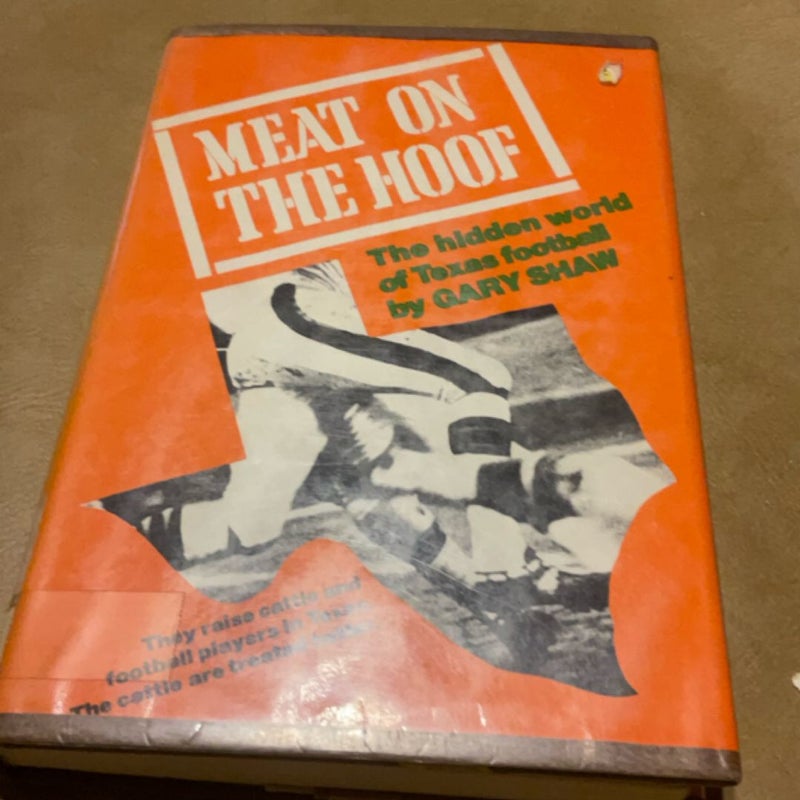 MEAT ON
THE HOOF
The hidden world
of Texas football
by GARY SHAW
They raise cattle and
football players in Texas.
The cattle are treated